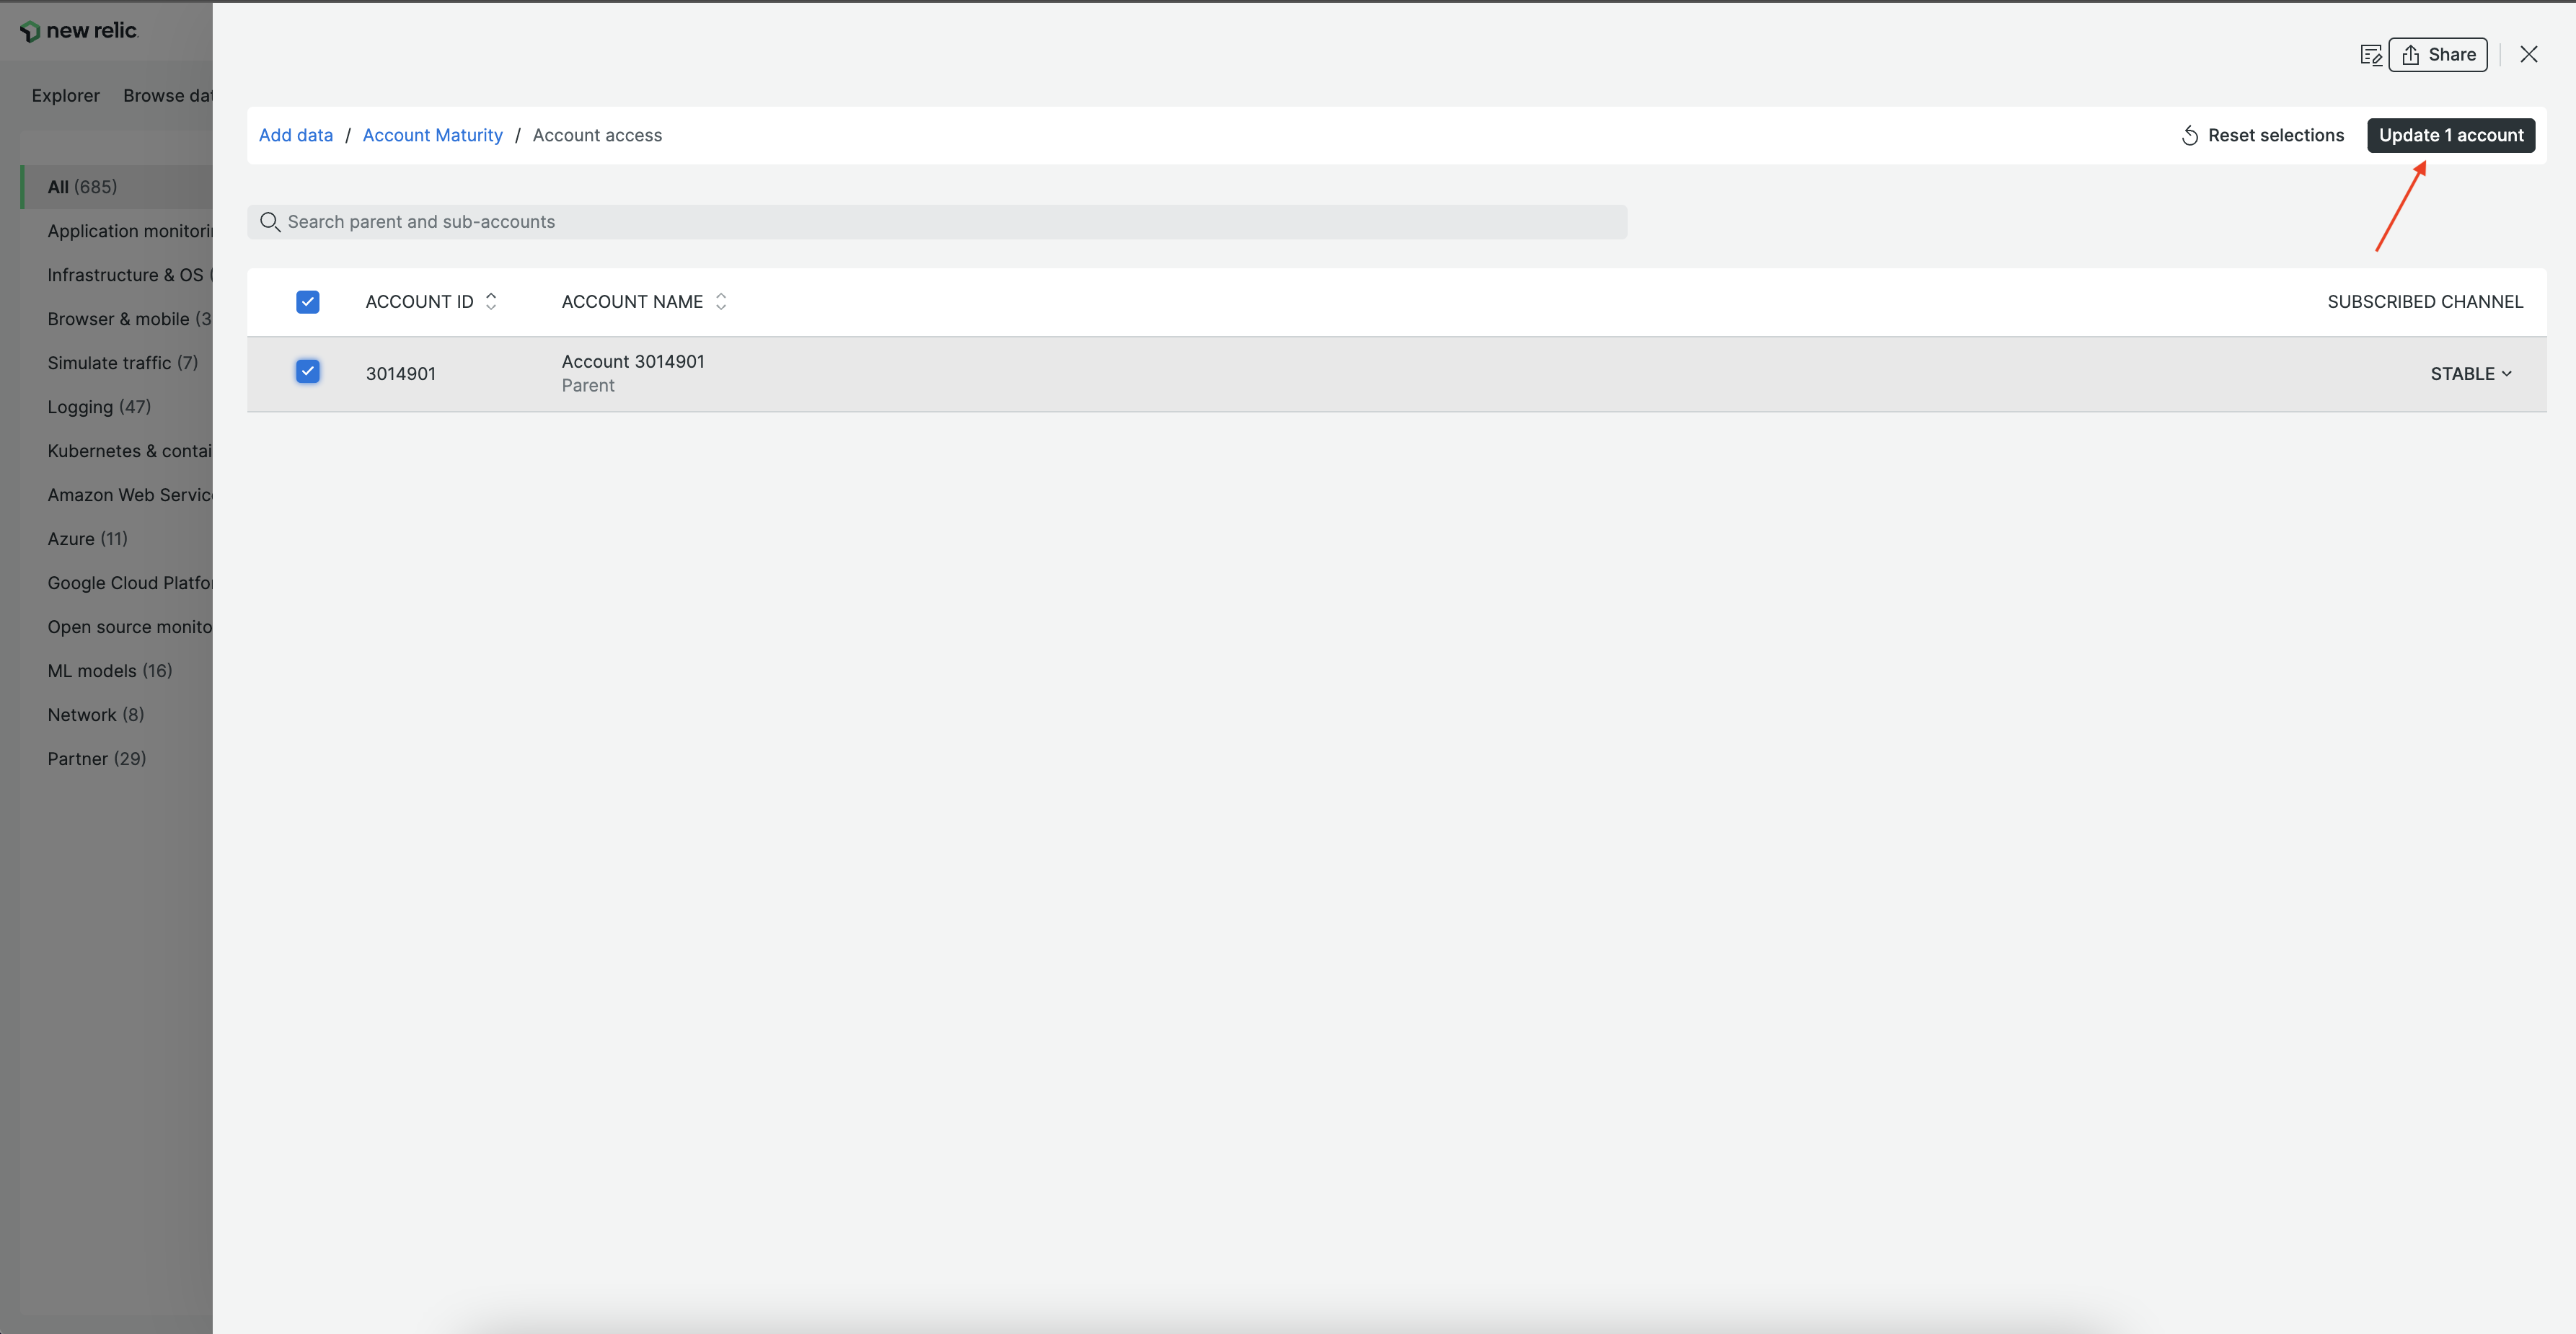 new relic
Explorer Browse dat
All (685)
Application monitorin
Infrastructure & OS (
Browser & mobile (3
Simulate traffic (7)
Logging (47)
Kubernetes & contai
Amazon Web Servic
Azure (11)
Google Cloud Platfor
Open source monito
ML models (16)
Network (8)
Partner (29)
Share
Add data / Account Maturity / Account access
Reset selections
Update 1 account
Search parent and sub-accounts
ACCOUNT ID ACCOUNT NAME SUBSCRIBED CHANNEL
3014901 Account 3014901 STABLE
Parent